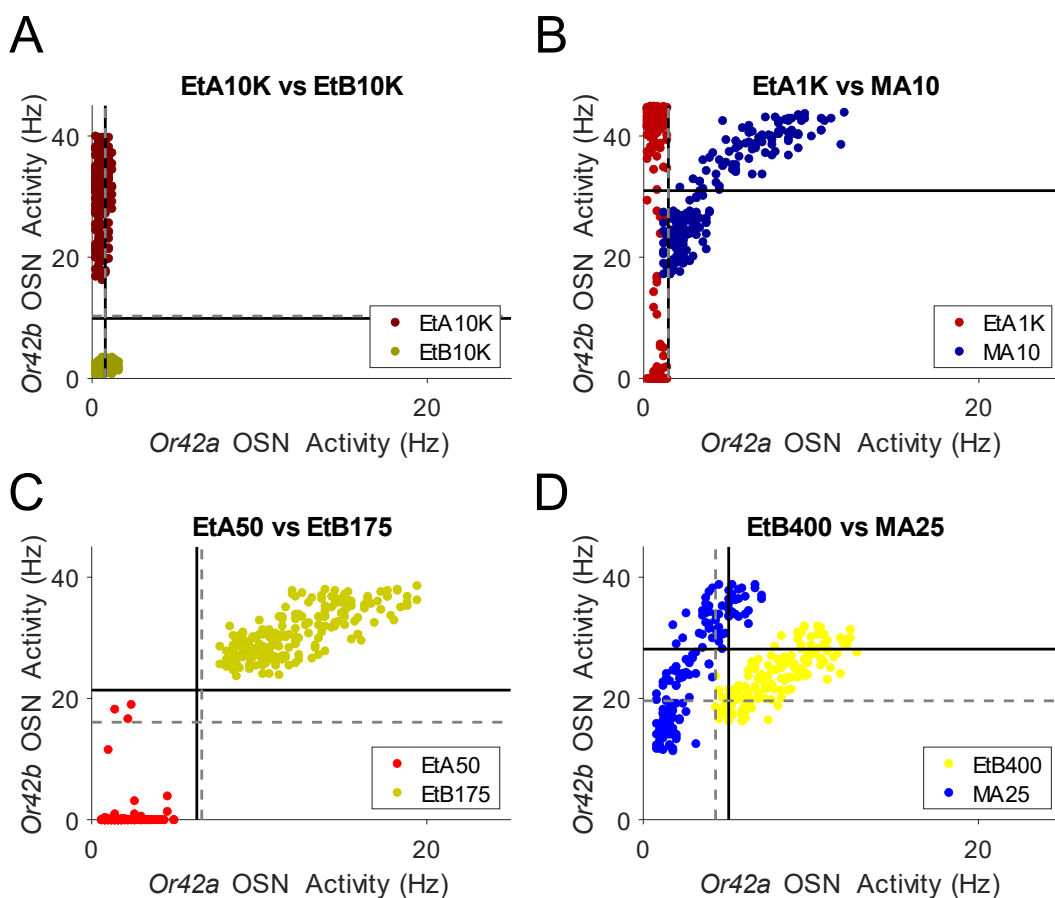 A
EtA10K vs EtB10K
Or42b OSN Activity (Hz)
40
20
0
EtA10K
EtB10K
0 20
Or42a OSN Activity (Hz)
B
EtA1K vs MA10
Or42b OSN Activity (Hz)
40
20
0
EtA1K
MA10
0 20
Or42a OSN Activity (Hz)
C
EtA50 vs EtB175
Or42b OSN Activity (Hz)
40
20
0
EtA50
EtB175
0 20
Or42a OSN Activity (Hz)
D
EtB400 vs MA25
Or42b OSN Activity (Hz)
40
20
0
EtB400
MA25
0 20
Or42a OSN Activity (Hz)